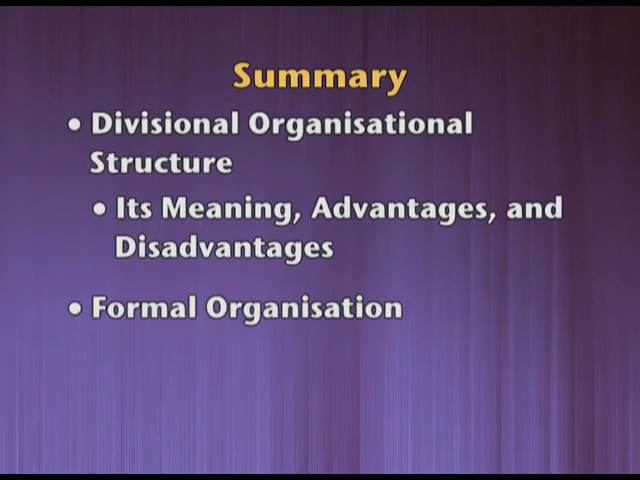 Summary
• Divisional Organisational
Structure
• Its Meaning, Advantages, and
Disadvantages
• Formal Organisation